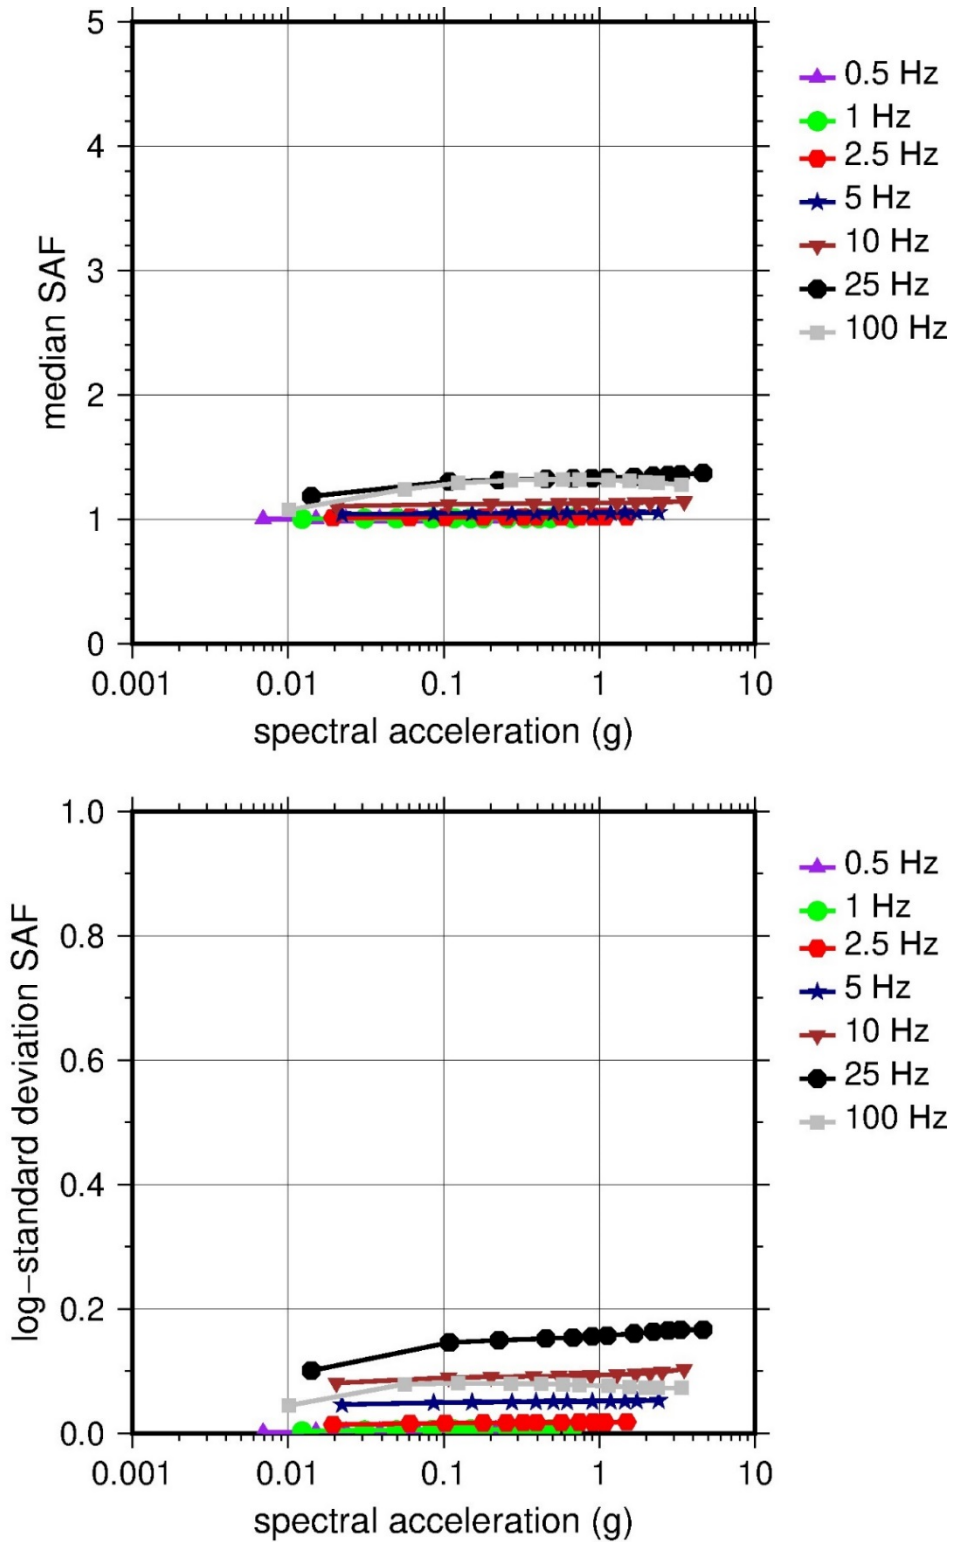 5
4
3
2
1
0
median SAF
0.001 0.01 0.1 1 10
spectral acceleration (g)
0.5 Hz
1 Hz
2.5 Hz
5 Hz
10 Hz
25 Hz
100 Hz
1.0
0.8
0.6
0.4
0.2
0.0
log−standard deviation SAF
0.001 0.01 0.1 1 10
spectral acceleration (g)
0.5 Hz
1 Hz
2.5 Hz
5 Hz
10 Hz
25 Hz
100 Hz